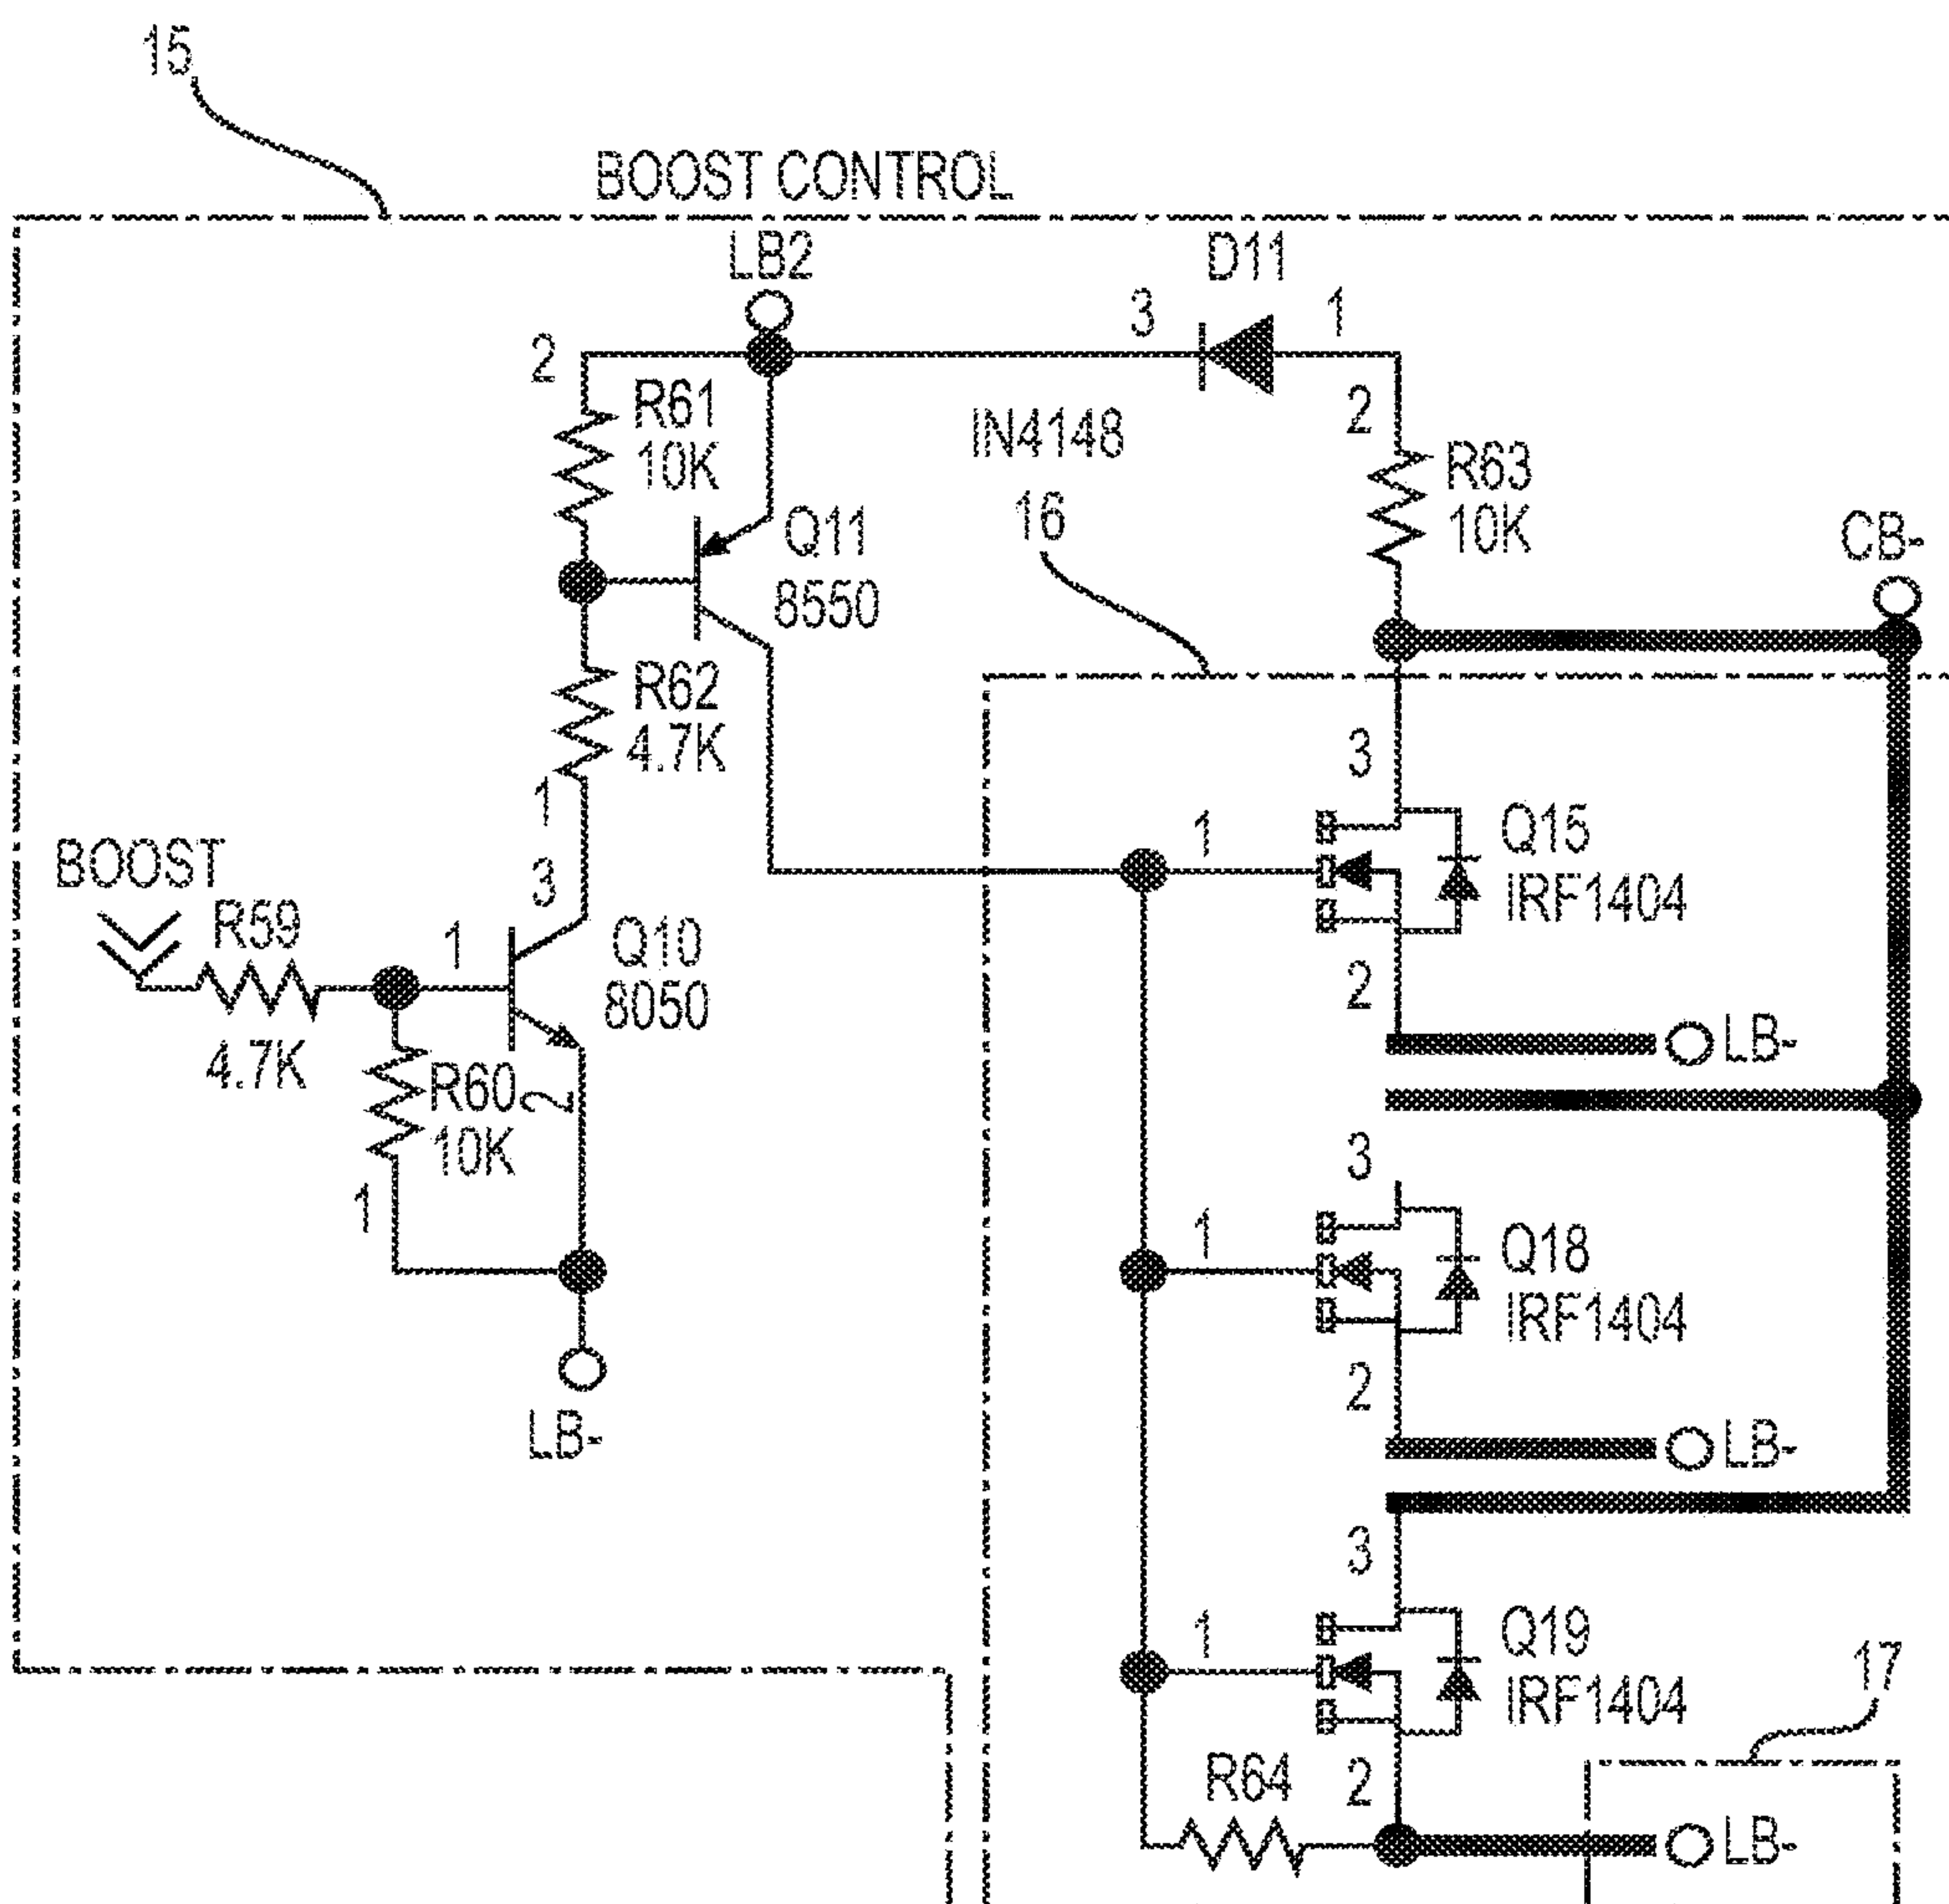 15
BOOST CONTROL
LB2
D11
3
1
2
2
R61
10K
IN4148
R63
10K
16
Q11
8550
CB-
R62
4.7K
3
1
1
Q15
IRF1404
BOOST
3
R59
1
Q10
8050
2
LB-
4.7K
R60
10K
2
1
3
1
Q18
IRF1404
2
LB-
LB-
3
1
Q19
IRF1404
17
R64
2
LB-